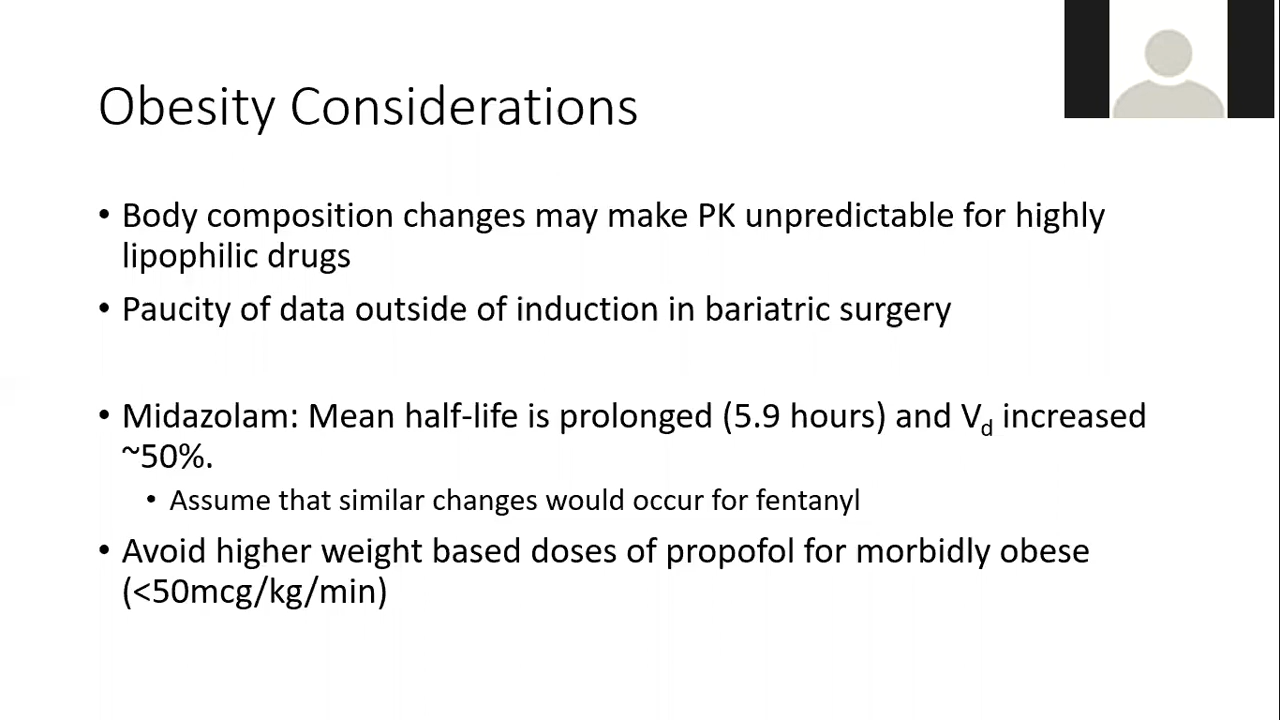 Obesity Considerations
• Body composition changes may make PK unpredictable for highly
lipophilic drugs
• Paucity of data outside of induction in bariatric surgery
• Midazolam: Mean half-life is prolonged (5.9 hours) and Vd increased
~50%.
• Assume that similar changes would occur for fentanyl
• Avoid higher weight based doses of propofol for morbidly obese
(<50mcg/kg/min)